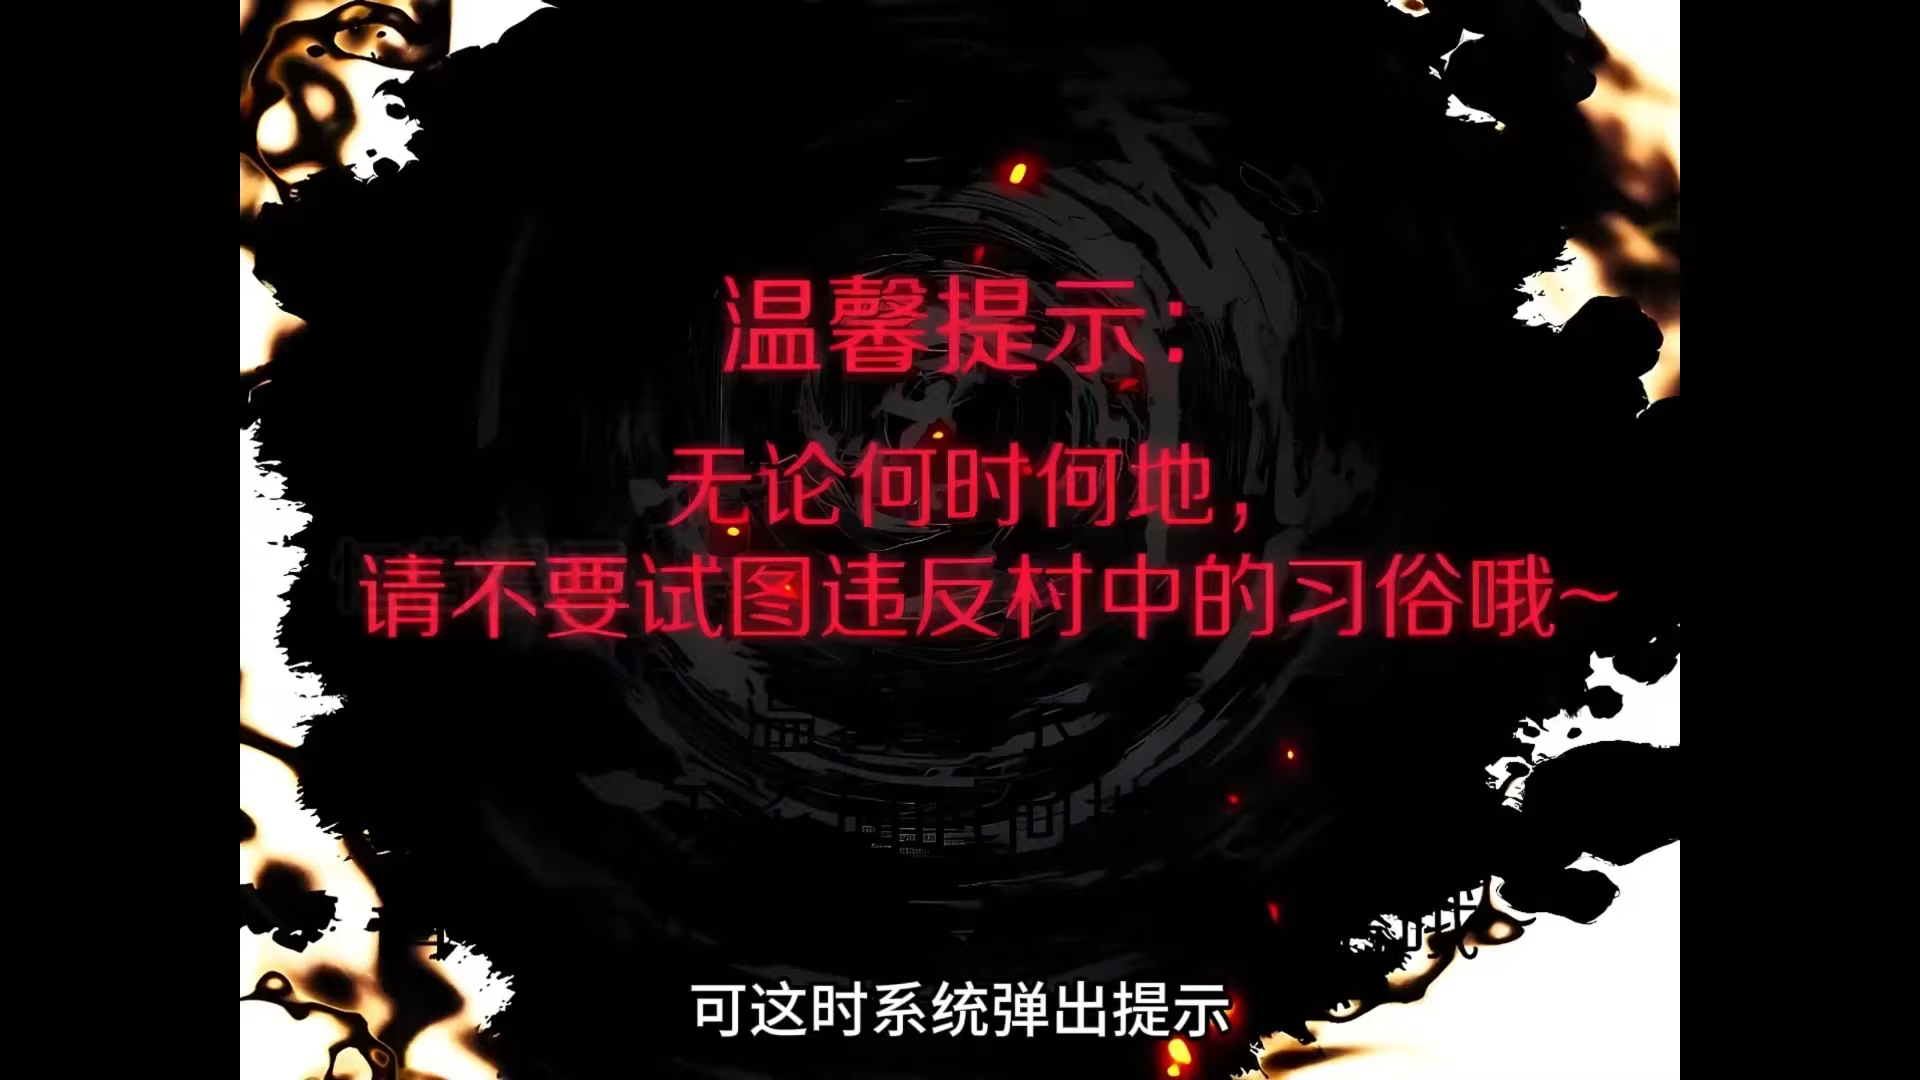 温馨提示：
无论何时何地，
请不要试图违反村中的习俗哦~
可这时系统弹出提示